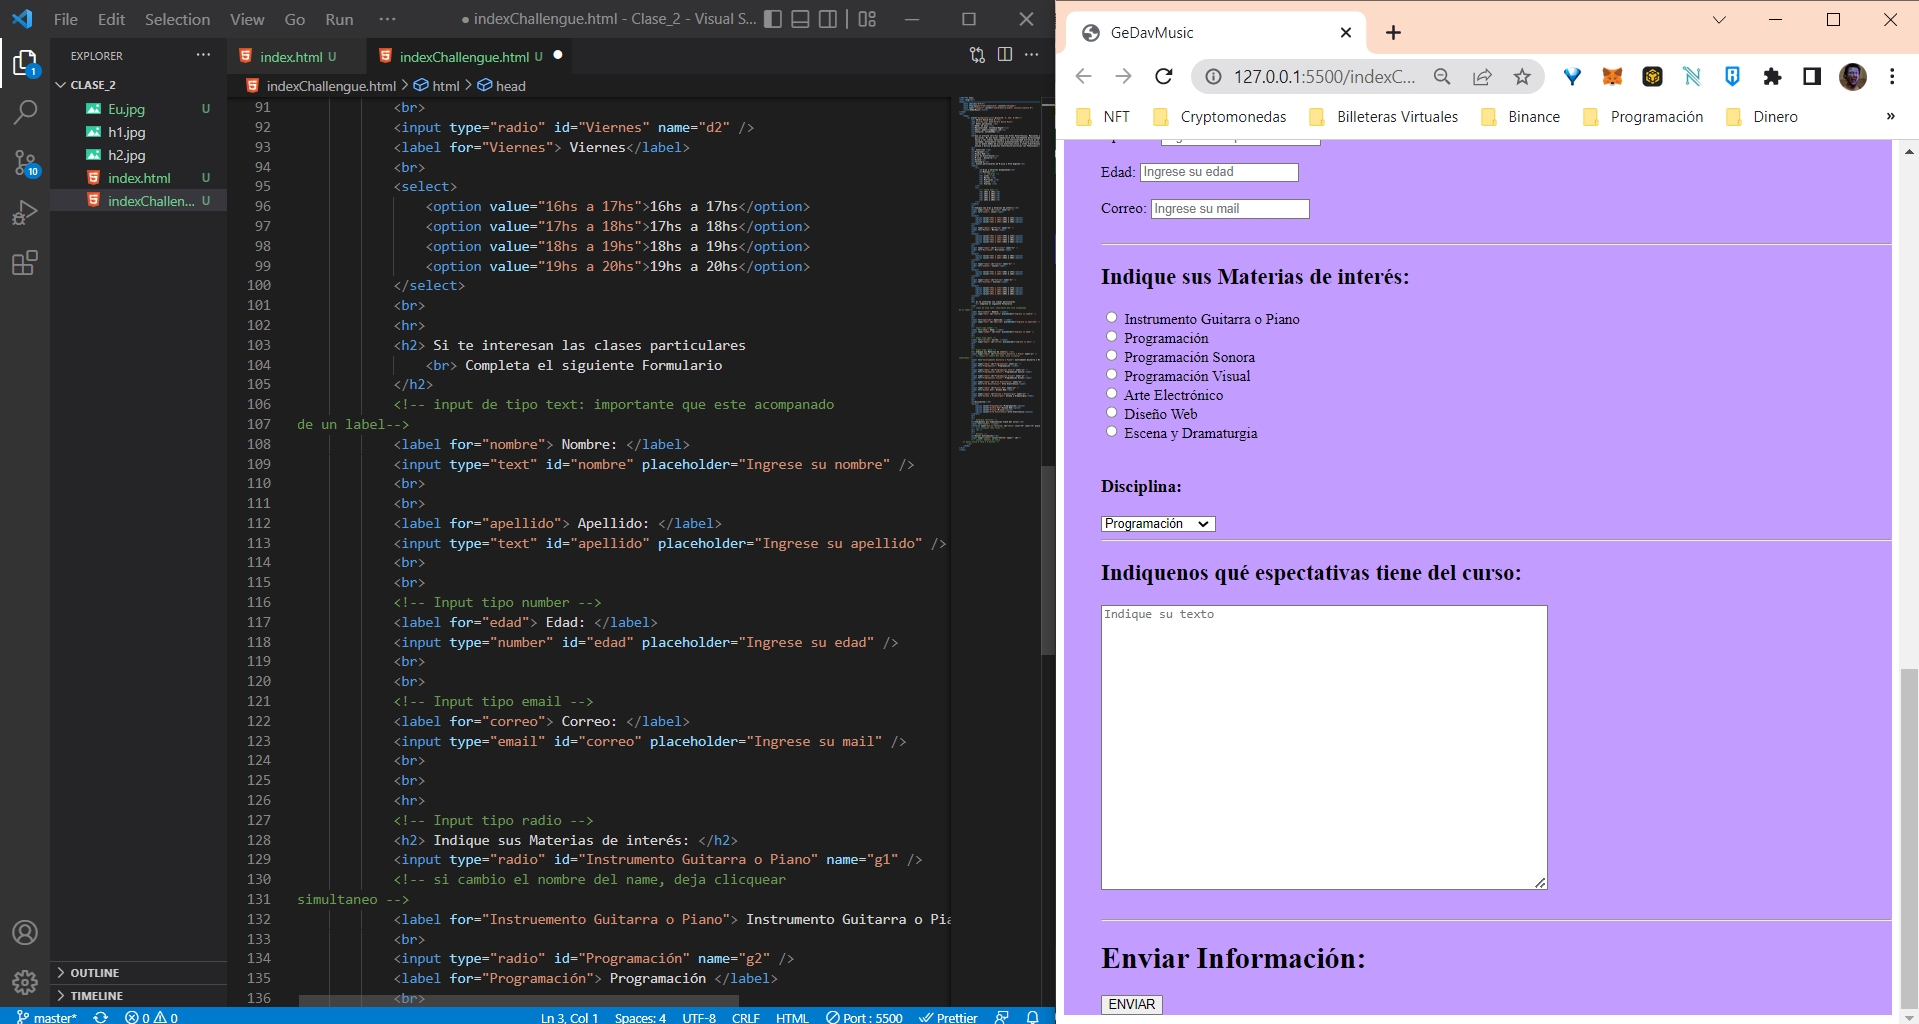 File Edit Selection View Go Run ··· ● indexChallengue.html - Clase_2 - Visual S...
EXPLORER ···
CLASE_2
Eu.jpg U
h1.jpg
h2.jpg
index.html U
indexChallen... U
OUTLINE
TIMELINE
1
10
index.html U
indexChallengue.html U ●
indexChallengue.html > html > head
91 <br>
92 <input type="radio" id="Viernes" name="d2" />
93 <label for="Viernes"> Viernes</label>
94 <br>
95 <select>
96 <option value="16hs a 17hs">16hs a 17hs</option>
97 <option value="17hs a 18hs">17hs a 18hs</option>
98 <option value="18hs a 19hs">18hs a 19hs</option>
99 <option value="19hs a 20hs">19hs a 20hs</option>
100 </select>
101 <br>
102 <hr>
103 <h2> Si te interesan las clases particulares
104 <br> Completa el siguiente Formulario
105 </h2>
106 <!-- input de tipo text: importante que este acompanado
107 de un label-->
108 <label for="nombre"> Nombre: </label>
109 <input type="text" id="nombre" placeholder="Ingrese su nombre" />
110 <br>
111 <br>
112 <label for="apellido"> Apellido: </label>
113 <input type="text" id="apellido" placeholder="Ingrese su apellido" />
114 <br>
115 <br>
116 <!-- Input tipo number -->
117 <label for="edad"> Edad: </label>
118 <input type="number" id="edad" placeholder="Ingrese su edad" />
119 <br>
120 <br>
121 <!-- Input tipo email -->
122 <label for="correo"> Correo: </label>
123 <input type="email" id="correo" placeholder="Ingrese su mail" />
124 <br>
125 <br>
126 <hr>
127 <!-- Input tipo radio -->
128 <h2> Indique sus Materias de interés: </h2>
129 <input type="radio" id="Instrumento Guitarra o Piano" name="g1" />
130 <!-- si cambio el nombre del name, deja clicquear
131 simultaneo -->
132 <label for="Instruemento Guitarra o Piano"> Instrumento Guitarra o Pia
133 <br>
134 <input type="radio" id="Programación" name="g2" />
135 <label for="Programación"> Programación </label>
136 <br>
master* 0 0 Ln 3, Col 1 Spaces: 4 UTF-8 CRLF HTML Port : 5500 Prettier
GeDavMusic
127.0.0.1:5500/indexC...
NFT Criptomonedas Billeteras Virtuales Binance Programación Dinero »
Edad: Ingrese su edad
Correo: Ingrese su mail
Indique sus Materias de interés:
Instrumento Guitarra o Piano
Programación
Programación Sonora
Programación Visual
Arte Electrónico
Diseño Web
Escena y Dramaturgia
Disciplina:
Programación
Indiquenos qué espectativas tiene del curso:
Indique su texto
Enviar Información:
ENVIAR